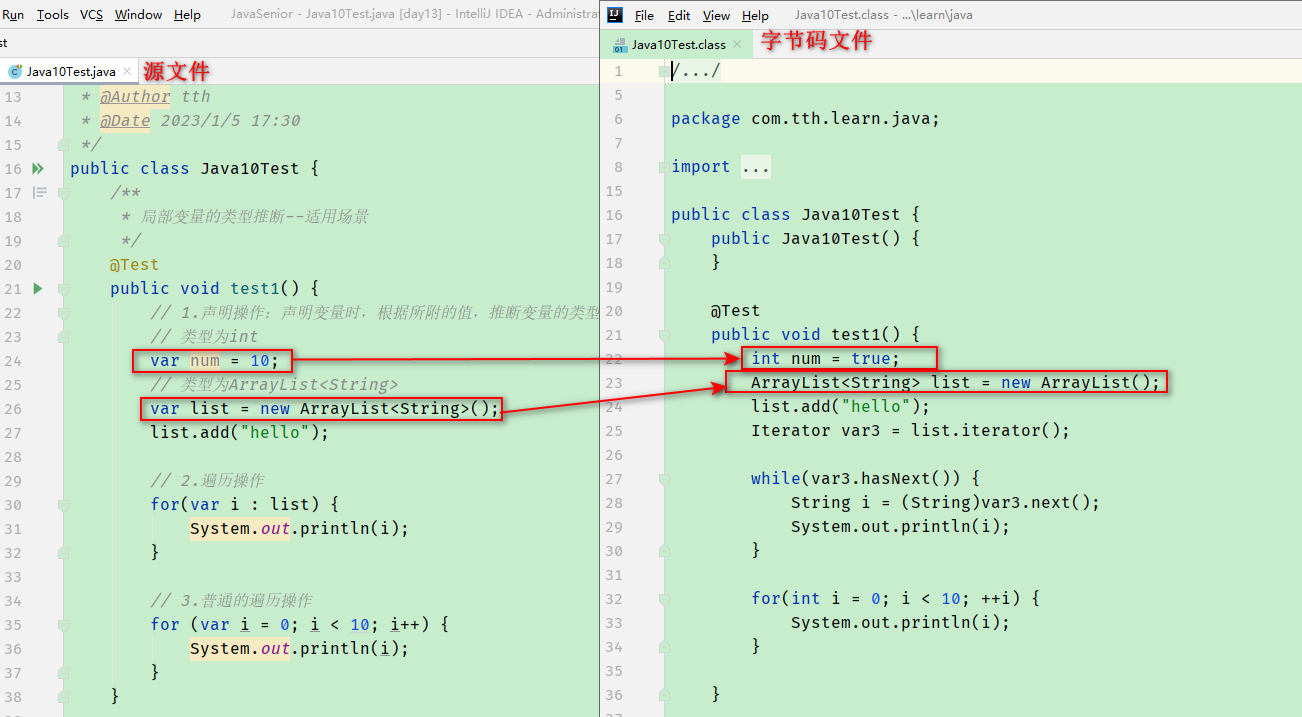 Run Tools VCS Window Help JavaSenior - Java10Test.java [day13] - IntelliJ IDEA - Administrat
st
Java10Test.java × 源文件
13 * @Author tth
14 * @Date 2023/1/5 17:30
15 */
16 public class Java10Test {
17 /**
18 * 局部变量的类型推断--适用场景
19 */
20 @Test
21 public void test1() {
22 // 1.声明操作：声明变量时，根据所附的值，推断变量的类型
23 // 类型为int
24 var num = 10;
25 // 类型为ArrayList<String>
26 var list = new ArrayList<String>();
27 list.add("hello");
28
29 // 2.遍历操作
30 for(var i : list) {
31 System.out.println(i);
32 }
33
34 // 3.普通的遍历操作
35 for (var i = 0; i < 10; i++) {
36 System.out.println(i);
37 }
38 }
IJ File Edit View Help Java10Test.class - ...\learn\java
01 Java10Test.class × 字节码文件
1 /.../
5
6 package com.tth.learn.java;
7
8 import ...
15
16 public class Java10Test {
17 public Java10Test() {
18 }
19
20 @Test
21 public void test1() {
22 int num = true;
23 ArrayList<String> list = new ArrayList();
24 list.add("hello");
25 Iterator var3 = list.iterator();
26
27 while(var3.hasNext()) {
28 String i = (String)var3.next();
29 System.out.println(i);
30 }
31
32 for(int i = 0; i < 10; ++i) {
33 System.out.println(i);
34 }
35
36 }